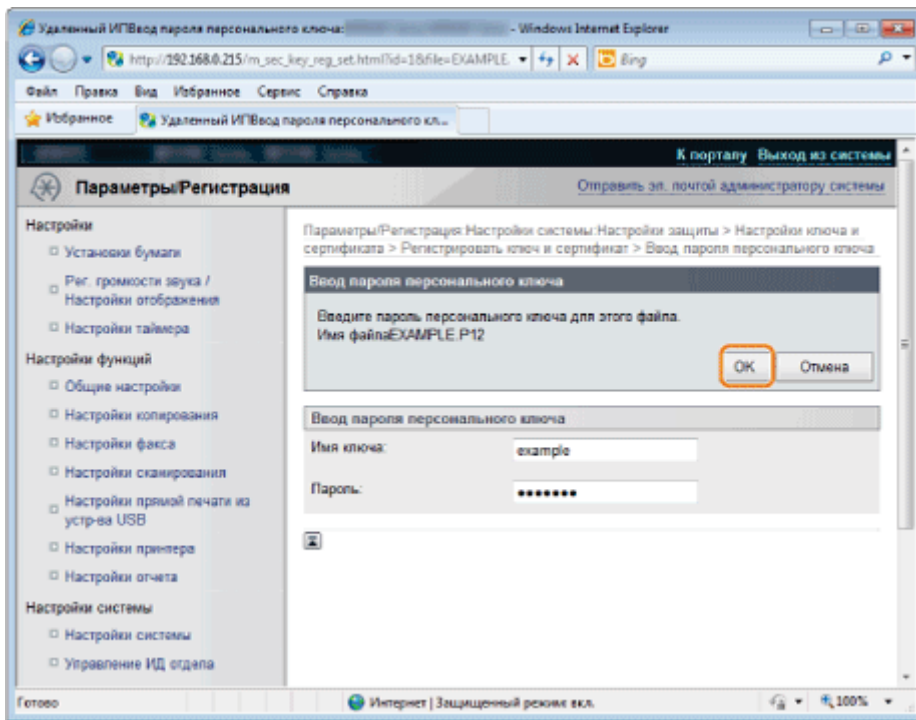 Удаленный ИПВвод пароля персонального ключа: - Windows Internet Explorer
http://192.168.0.215/m_sec_key_reg_set.html?id=1&file=EXAMPLE. Bing
Файл Правка Вид Избранное Сервис Справка
Избранное Удаленный ИПВвод пароля персонального кл...
К порталу Выход из системы
Параметры/Регистрация Отправить эл. почтой администратору системы
Настройки
Установки бумаги
Рег. громкости звука /
Настройки отображения
Настройки таймера
Настройки функций
Общие настройки
Настройки копирования
Настройки факса
Настройки сканирования
Настройки прямой печати из
устр-ва USB
Настройки принтера
Настройки отчета
Настройки системы
Настройки системы
Управление ИД отдела
Параметры/Регистрация:Настройки системы:Настройки защиты > Настройки ключа и
сертификата > Регистрировать ключ и сертификат > Ввод пароля персонального ключа
Ввод пароля персонального ключа
Введите пароль персонального ключа для этого файла.
Имя файлаEXAMPLE.P12
OK Отмена
Ввод пароля персонального ключа
Имя ключа: example
Пароль: •••••••
Готово Интернет | Защищенный режим: вкл. 100%